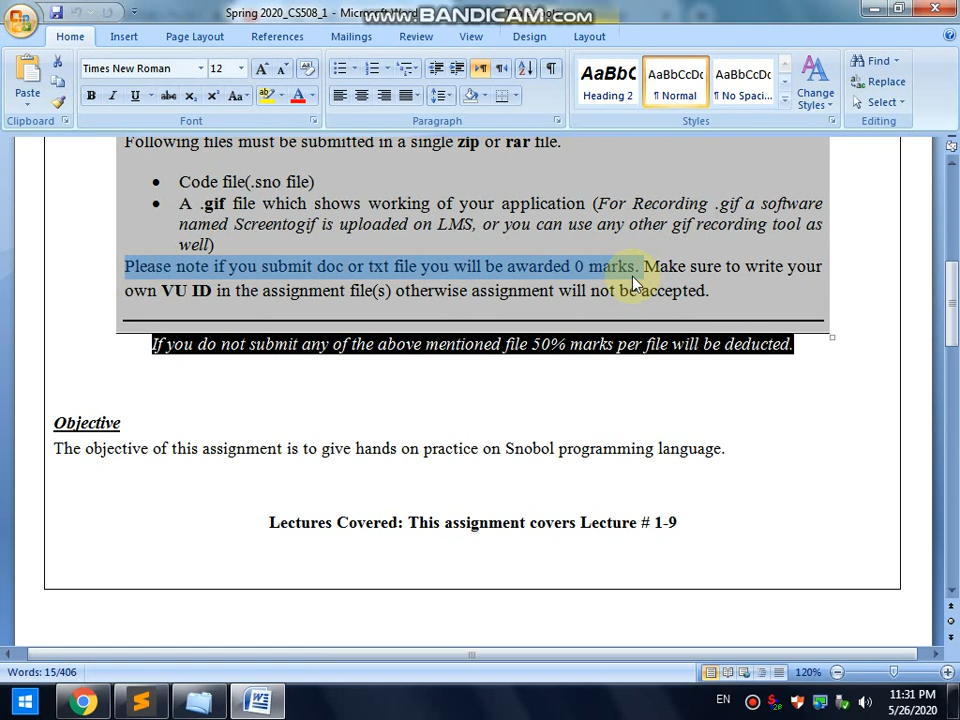 Spring 2020_CS508_1 - Microsoft Word
www.BANDICAM.com
Home Insert Page Layout References Mailings Review View Design Layout
Paste
Clipboard
Times New Roman 12
B I U abc x₂ x² Aa
Font
Paragraph
AaBbC AaBbCcDc AaBbCcDc
Heading 2 ¶ Normal ¶ No Spaci...
Styles
Change
Styles
Find
Replace
Select
Editing
Following files must be submitted in a single zip or rar file.
• Code file(.sno file)
• A .gif file which shows working of your application (For Recording .gif a software
named Screentogif is uploaded on LMS, or you can use any other gif recording tool as
well)
Please note if you submit doc or txt file you will be awarded 0 marks. Make sure to write your
own VU ID in the assignment file(s) otherwise assignment will not be accepted.
If you do not submit any of the above mentioned file 50% marks per file will be deducted.
Objective
The objective of this assignment is to give hands on practice on Snobol programming language.
Lectures Covered: This assignment covers Lecture # 1-9
Words: 15/406
120%
EN
11:31 PM
5/26/2020